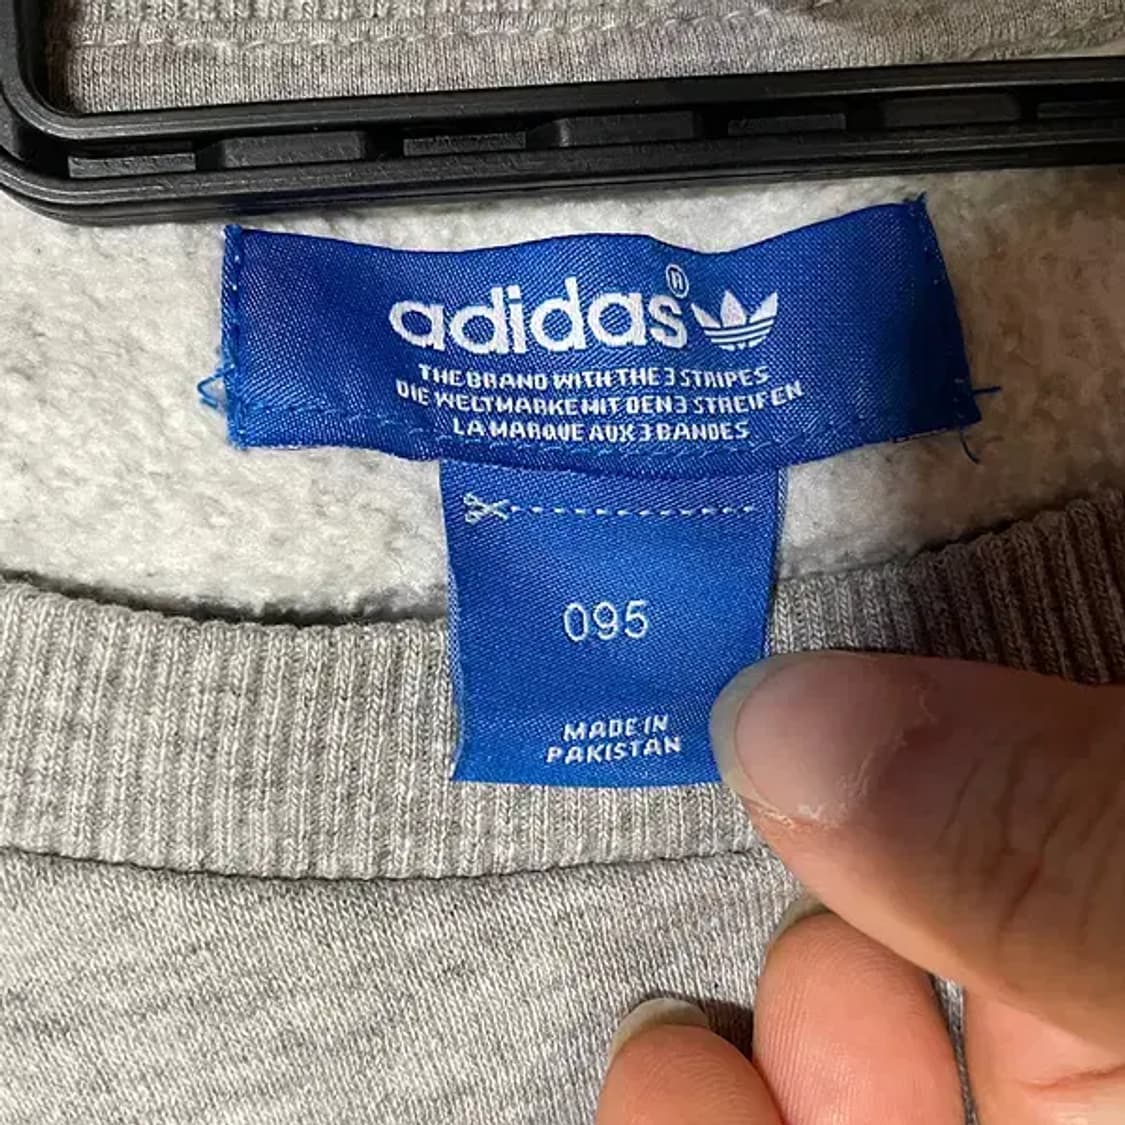 adidas®
THE BRAND WITH THE 3 STRIPES
DIE WELTMARKE MIT DEN 3 STREIFEN
LA MARQUE AUX 3 BANDES
095
MADE IN
PAKISTAN